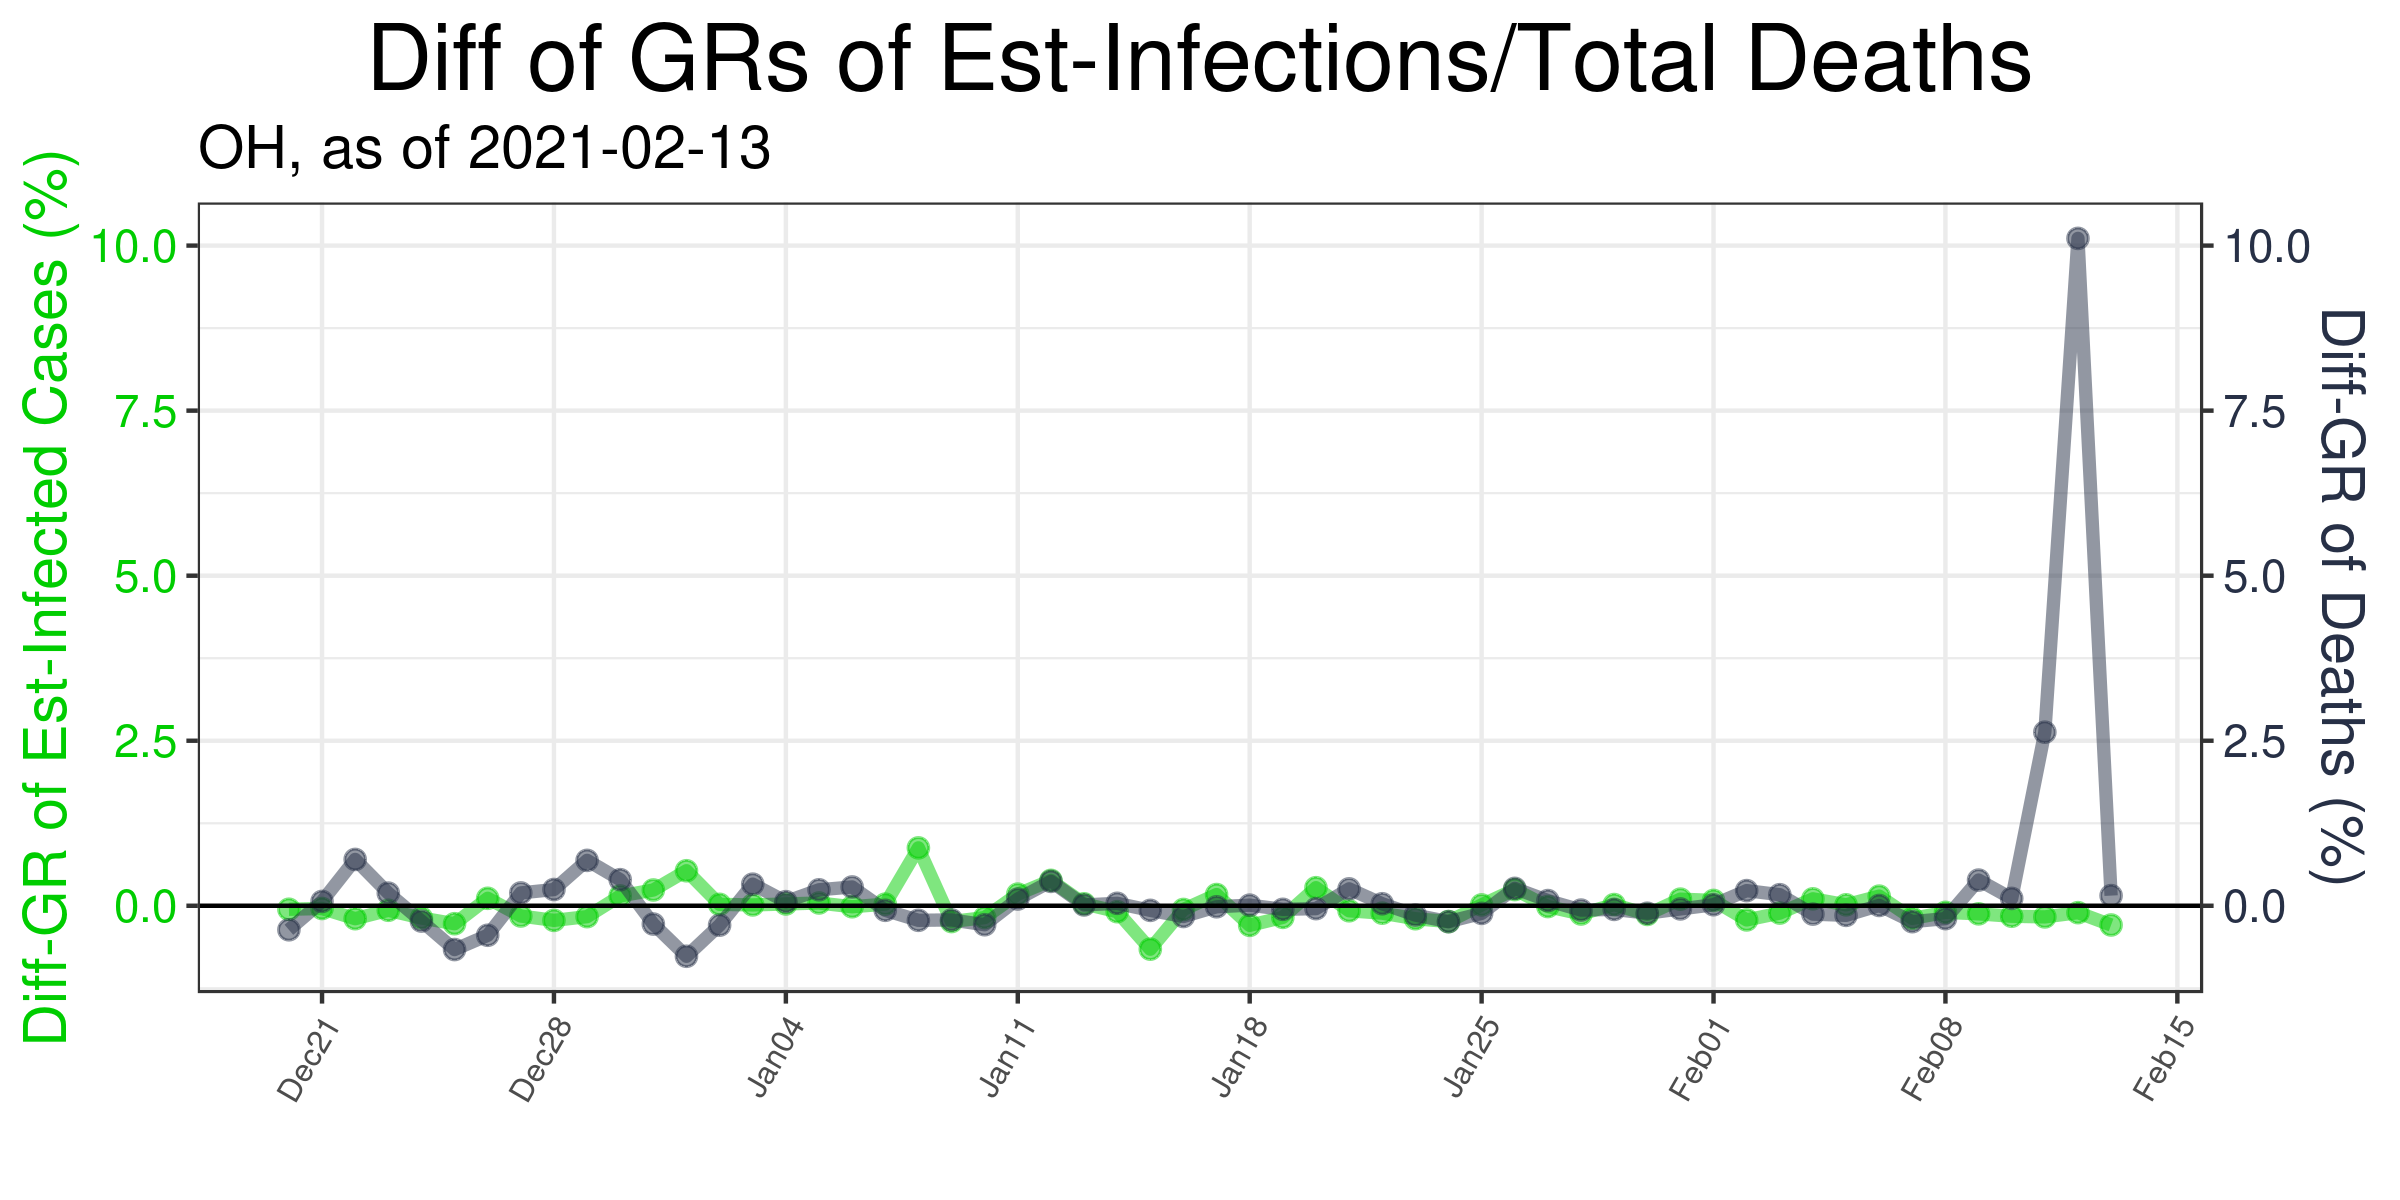 Diff of GRs of Est-Infections/Total Deaths
OH, as of 2021-02-13
Diff-GR of Est-Infected Cases (%)
10.0
7.5
5.0
2.5
0.0
10.0
7.5
5.0
2.5
0.0
Diff-GR of Deaths (%)
Dec21
Dec28
Jan04
Jan11
Jan18
Jan25
Feb01
Feb08
Feb15